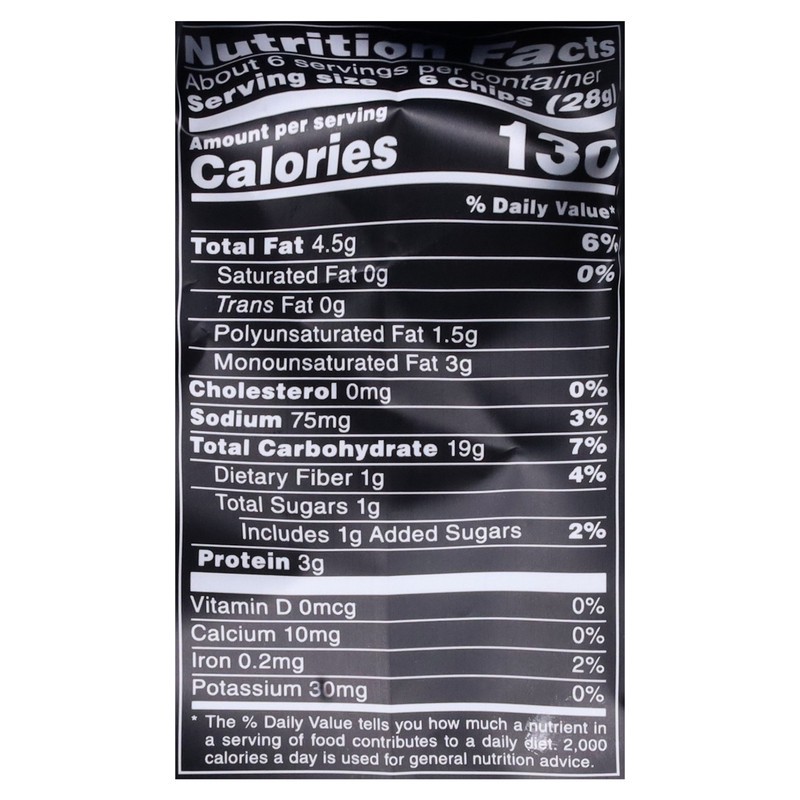 Nutrition Facts
About 6 servings per container
Serving size 6 Chips (28g)
Amount per serving
Calories 130
% Daily Value*
Total Fat 4.5g 6%
Saturated Fat 0g 0%
Trans Fat 0g
Polyunsaturated Fat 1.5g
Monounsaturated Fat 3g
Cholesterol 0mg 0%
Sodium 75mg 3%
Total Carbohydrate 19g 7%
Dietary Fiber 1g 4%
Total Sugars 1g
Includes 1g Added Sugars 2%
Protein 3g
Vitamin D 0mcg 0%
Calcium 10mg 0%
Iron 0.2mg 2%
Potassium 30mg 0%
* The % Daily Value tells you how much a nutrient in
a serving of food contributes to a daily diet. 2,000
calories a day is used for general nutrition advice.